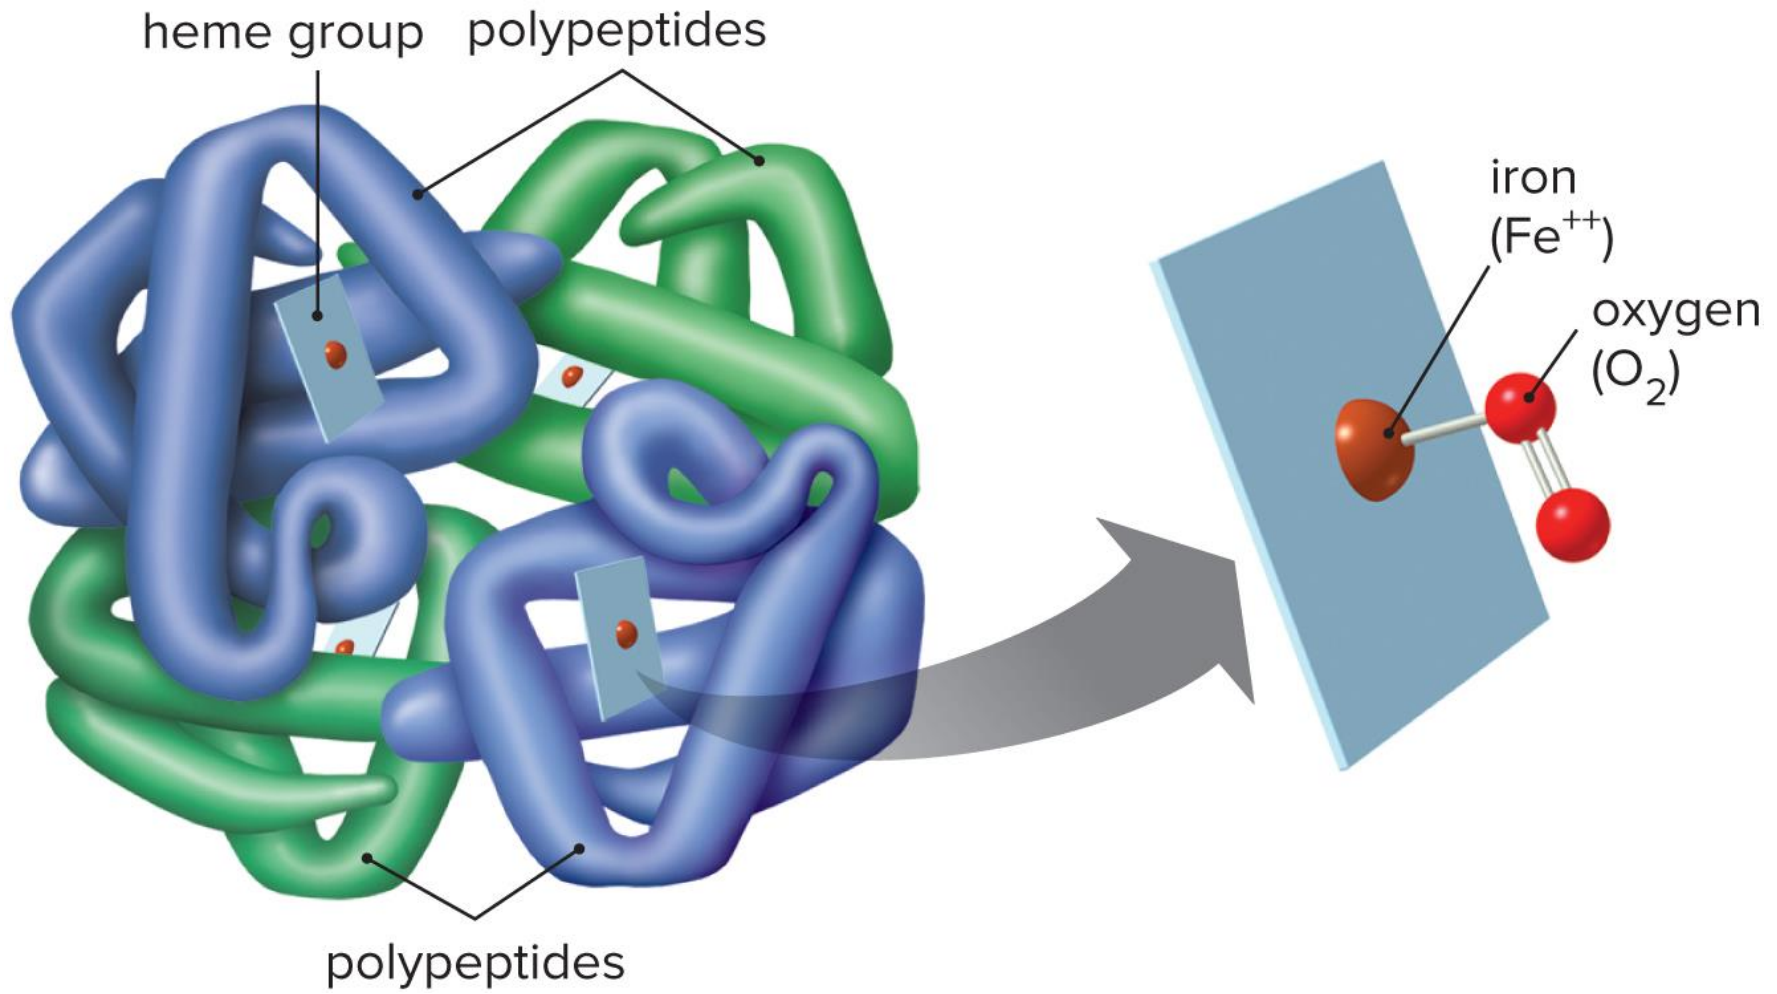 heme group
polypeptides
iron
(Fe⁺⁺)
oxygen
(O₂)
polypeptides